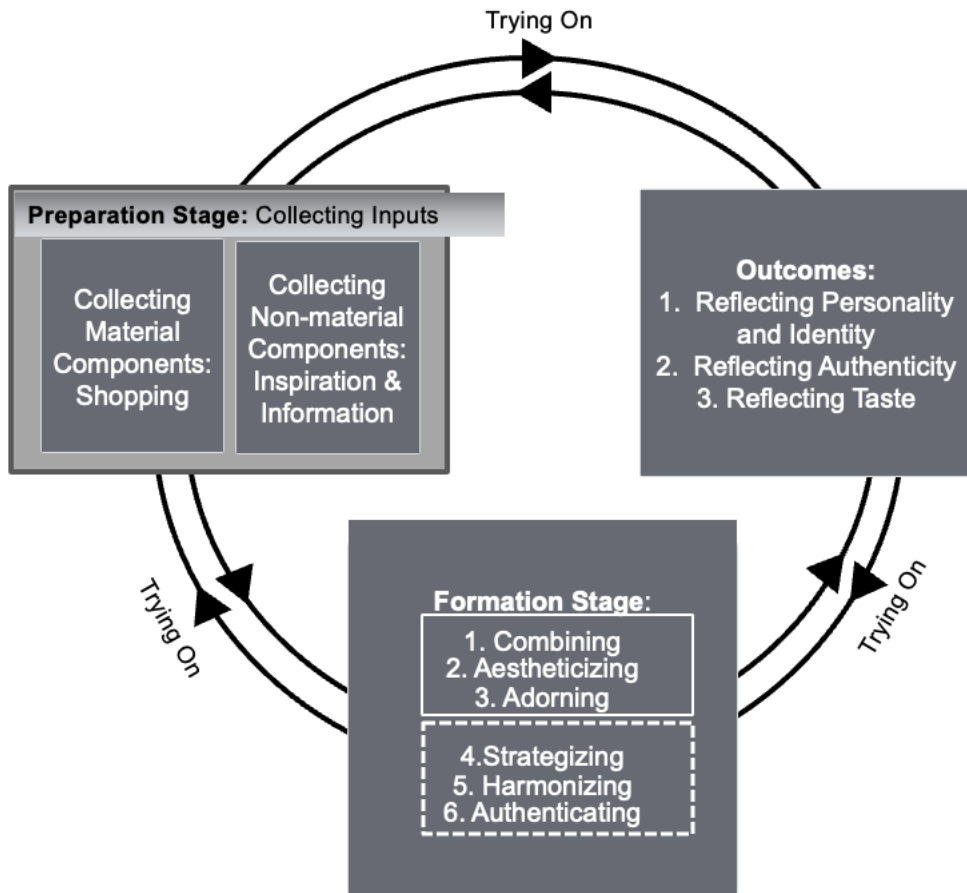 Trying On
Preparation Stage: Collecting Inputs
Collecting
Material
Components:
Shopping
Collecting
Non-material
Components:
Inspiration &
Information
Outcomes:
1. Reflecting Personality
and Identity
2. Reflecting Authenticity
3. Reflecting Taste
Trying On
Trying On
Formation Stage:
1. Combining
2. Aestheticizing
3. Adorning
4.Strategizing
5. Harmonizing
6. Authenticating